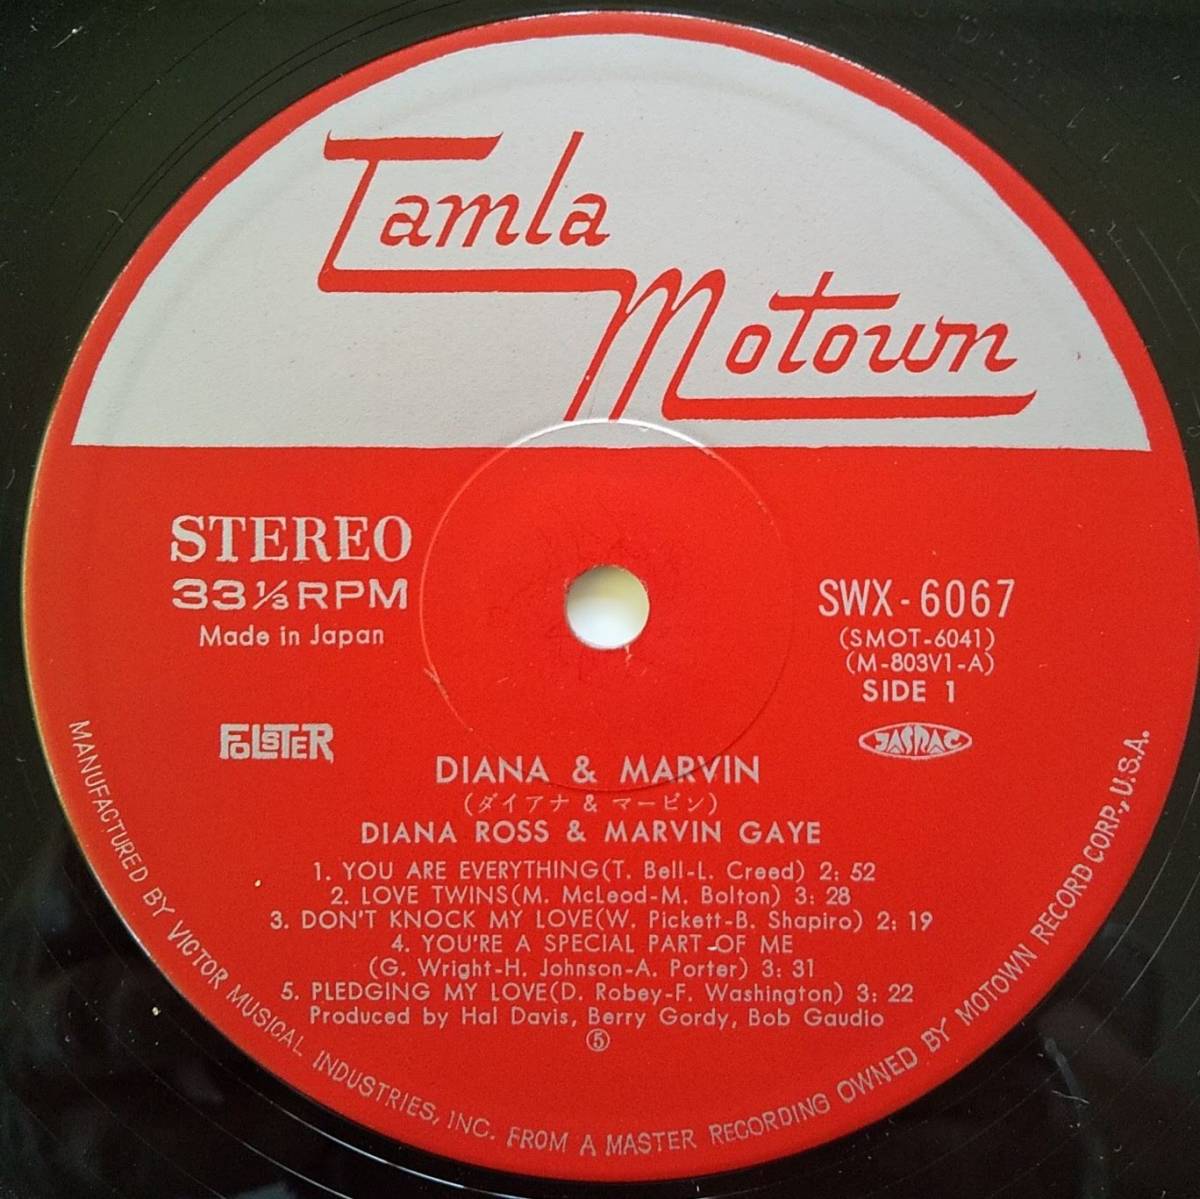 Tamla
Motown
STEREO
33 1/3 RPM
Made in Japan
FOLSTER
SWX-6067
(SMOT-6041)
(M-803V1-A)
SIDE 1
JASRAC
DIANA & MARVIN
(ダイアナ & マービン)
DIANA ROSS & MARVIN GAYE
1. YOU ARE EVERYTHING(T. Bell-L. Creed) 2: 52
2. LOVE TWINS(M. McLeod-M. Bolton) 3: 28
3. DON'T KNOCK MY LOVE(W. Pickett-B. Shapiro) 2: 19
4. YOU'RE A SPECIAL PART OF ME
(G. Wright-H. Johnson-A. Porter) 3: 31
5. PLEDGING MY LOVE(D. Robey-F. Washington) 3: 22
Produced by Hal Davis, Berry Gordy, Bob Gaudio
⑤
MANUFACTURED BY VICTOR MUSICAL INDUSTRIES, INC. FROM A MASTER RECORDING OWNED BY MOTOWN RECORD CORP., U.S.A.